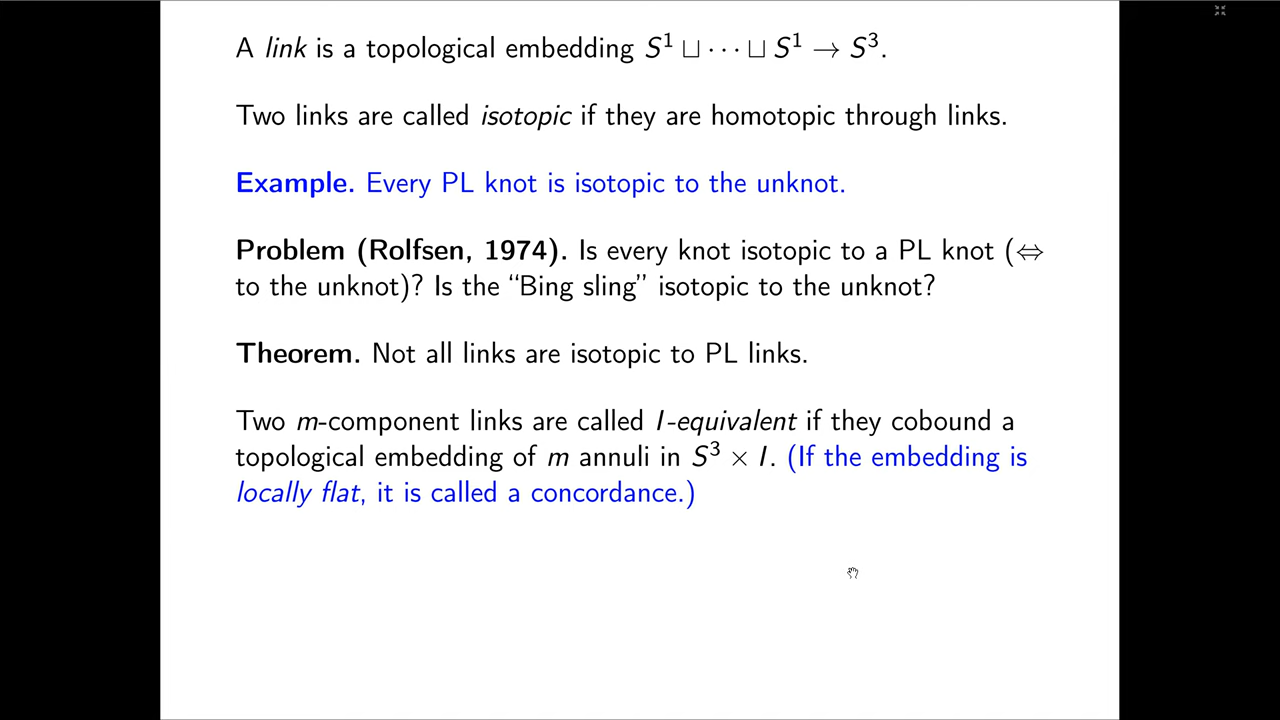 A link is a topological embedding S¹ ⊔ ⋯ ⊔ S¹ → S³.
Two links are called isotopic if they are homotopic through links.
Example. Every PL knot is isotopic to the unknot.
Problem (Rolfsen, 1974). Is every knot isotopic to a PL knot (⇔
to the unknot)? Is the “Bing sling” isotopic to the unknot?
Theorem. Not all links are isotopic to PL links.
Two m-component links are called I-equivalent if they cobound a
topological embedding of m annuli in S³ × I. (If the embedding is
locally flat, it is called a concordance.)